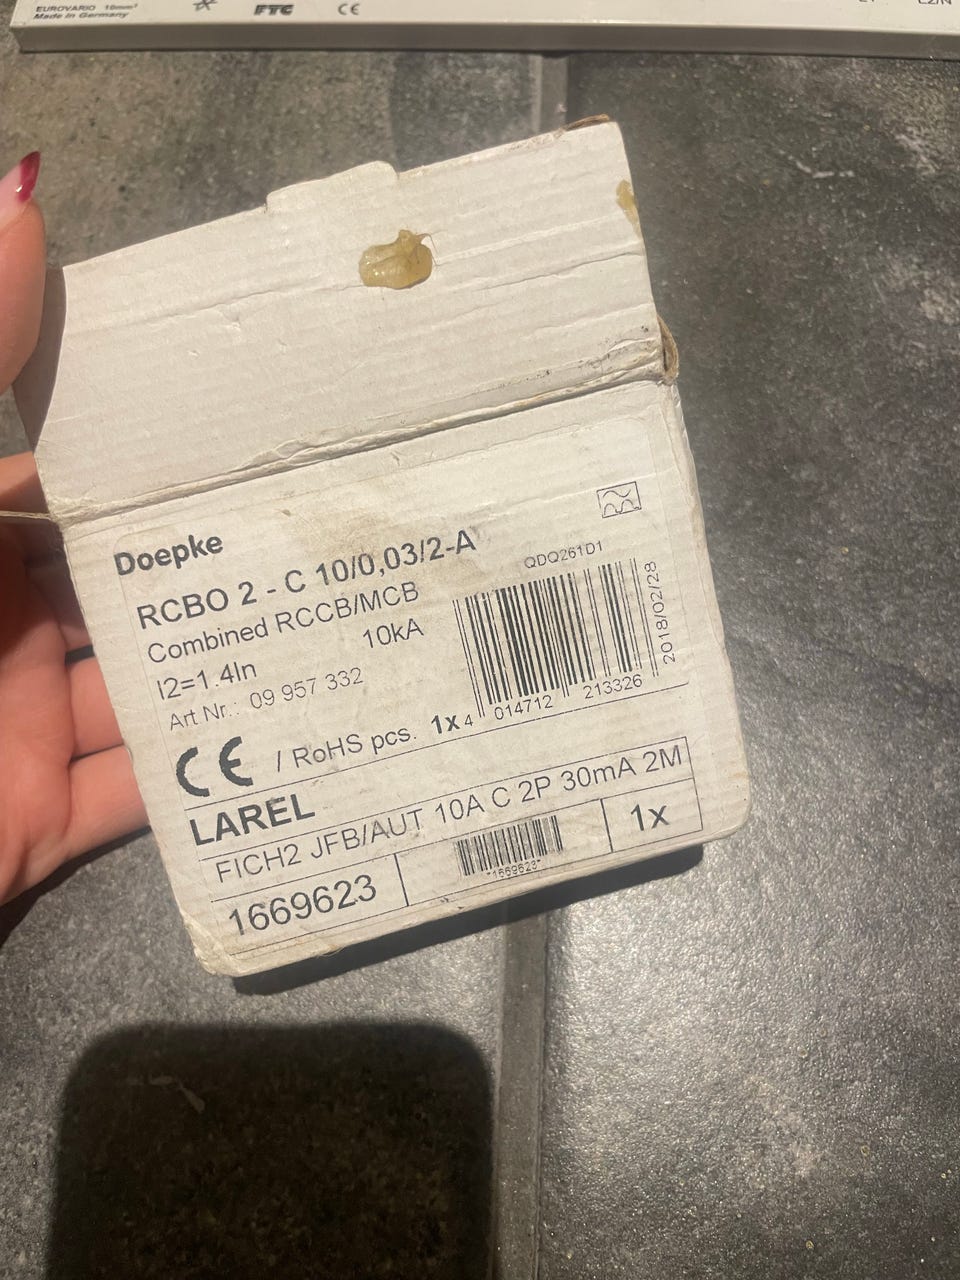 EUROVARIO 10mm²
Made in Germany
FTC CE
Doepke
RCBO 2 - C 10/0,03/2-A
Combined RCCB/MCB
I2=1.4In 10kA
Art Nr.: 09 957 332
QDQ261D1
4 014712 213326
2018/02/28
CE / RoHS pcs. 1x
LAREL
FICH2 JFB/AUT 10A C 2P 30mA 2M
1669623
*1669623*
1x